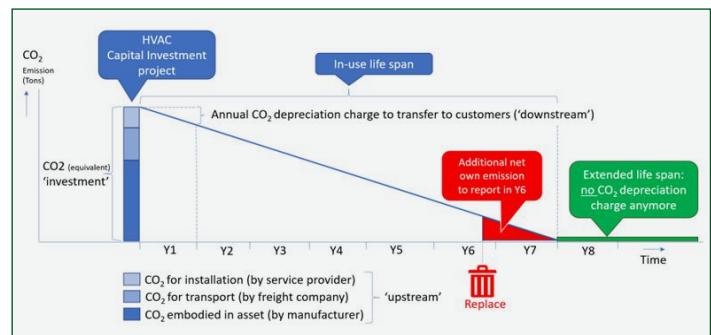 HVAC
Capital Investment
project
CO2
Emission
(Tons)
In-use life span
Annual CO2 depreciation charge to transfer to customers (‘downstream’)
CO2 (equivalent)
‘investment’
Additional net
own emission
to report in Y6
Extended life span:
no CO2 depreciation
charge anymore
Y1 Y2 Y3 Y4 Y5 Y6 Y7 Y8 Time
CO2 for installation (by service provider)
CO2 for transport (by freight company)
CO2 embodied in asset (by manufacturer)
‘upstream’
Replace